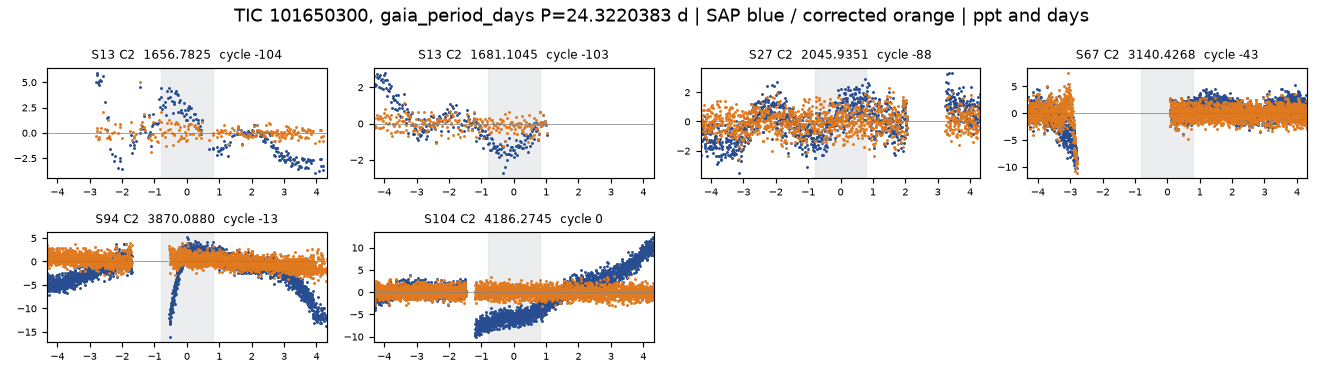 TIC 101650300, gaia_period_days P=24.3220383 d | SAP blue / corrected orange | ppt and days
S13 C2  1656.7825  cycle -104
S13 C2  1681.1045  cycle -103
S27 C2  2045.9351  cycle -88
S67 C2  3140.4268  cycle -43
5.0
2.5
0.0
−2.5
2
0
−2
2
0
−2
5
0
−5
−10
−4 −3 −2 −1 0 1 2 3 4
−4 −3 −2 −1 0 1 2 3 4
−4 −3 −2 −1 0 1 2 3 4
−4 −3 −2 −1 0 1 2 3 4
S94 C2  3870.0880  cycle -13
S104 C2  4186.2745  cycle 0
5
0
−5
−10
−15
10
5
0
−5
−10
−4 −3 −2 −1 0 1 2 3 4
−4 −3 −2 −1 0 1 2 3 4